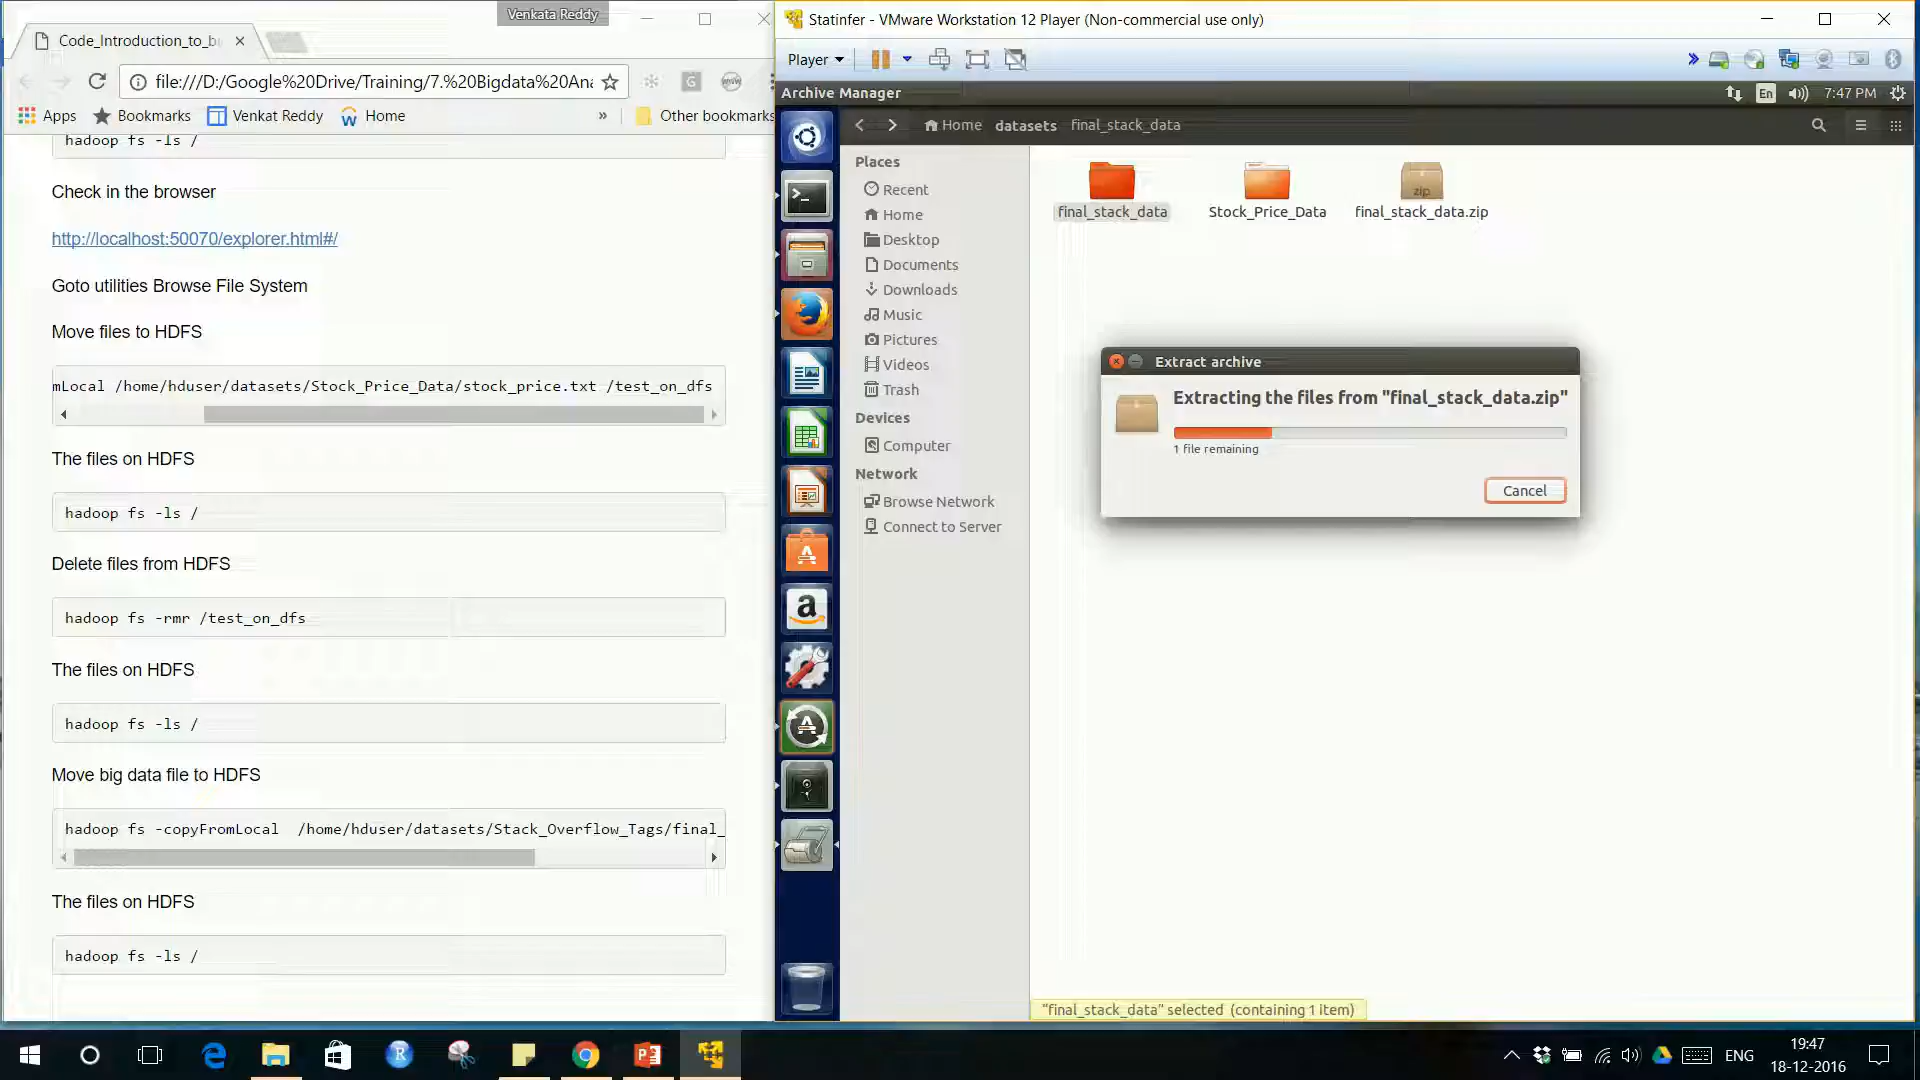 Venkata Reddy
Code_Introduction_to_bi
file:///D:/Google%20Drive/Training/7.%20Bigdata%20Ana
Apps
Bookmarks
Venkat Reddy
Home
»
Other bookmarks
hadoop fs -ls /
Check in the browser
http://localhost:50070/explorer.html#/
Goto utilities Browse File System
Move files to HDFS
mLocal /home/hduser/datasets/Stock_Price_Data/stock_price.txt /test_on_dfs
The files on HDFS
hadoop fs -ls /
Delete files from HDFS
hadoop fs -rmr /test_on_dfs
The files on HDFS
hadoop fs -ls /
Move big data file to HDFS
hadoop fs -copyFromLocal  /home/hduser/datasets/Stack_Overflow_Tags/final_
The files on HDFS
hadoop fs -ls /
Statinfer - VMware Workstation 12 Player (Non-commercial use only)
Player
Archive Manager
En
7:47 PM
Home
datasets
final_stack_data
Places
Recent
Home
Desktop
Documents
Downloads
Music
Pictures
Videos
Trash
Devices
Computer
Network
Browse Network
Connect to Server
final_stack_data
Stock_Price_Data
zip
final_stack_data.zip
Extract archive
Extracting the files from "final_stack_data.zip"
1 file remaining
Cancel
"final_stack_data" selected (containing 1 item)
ENG
19:47
18-12-2016